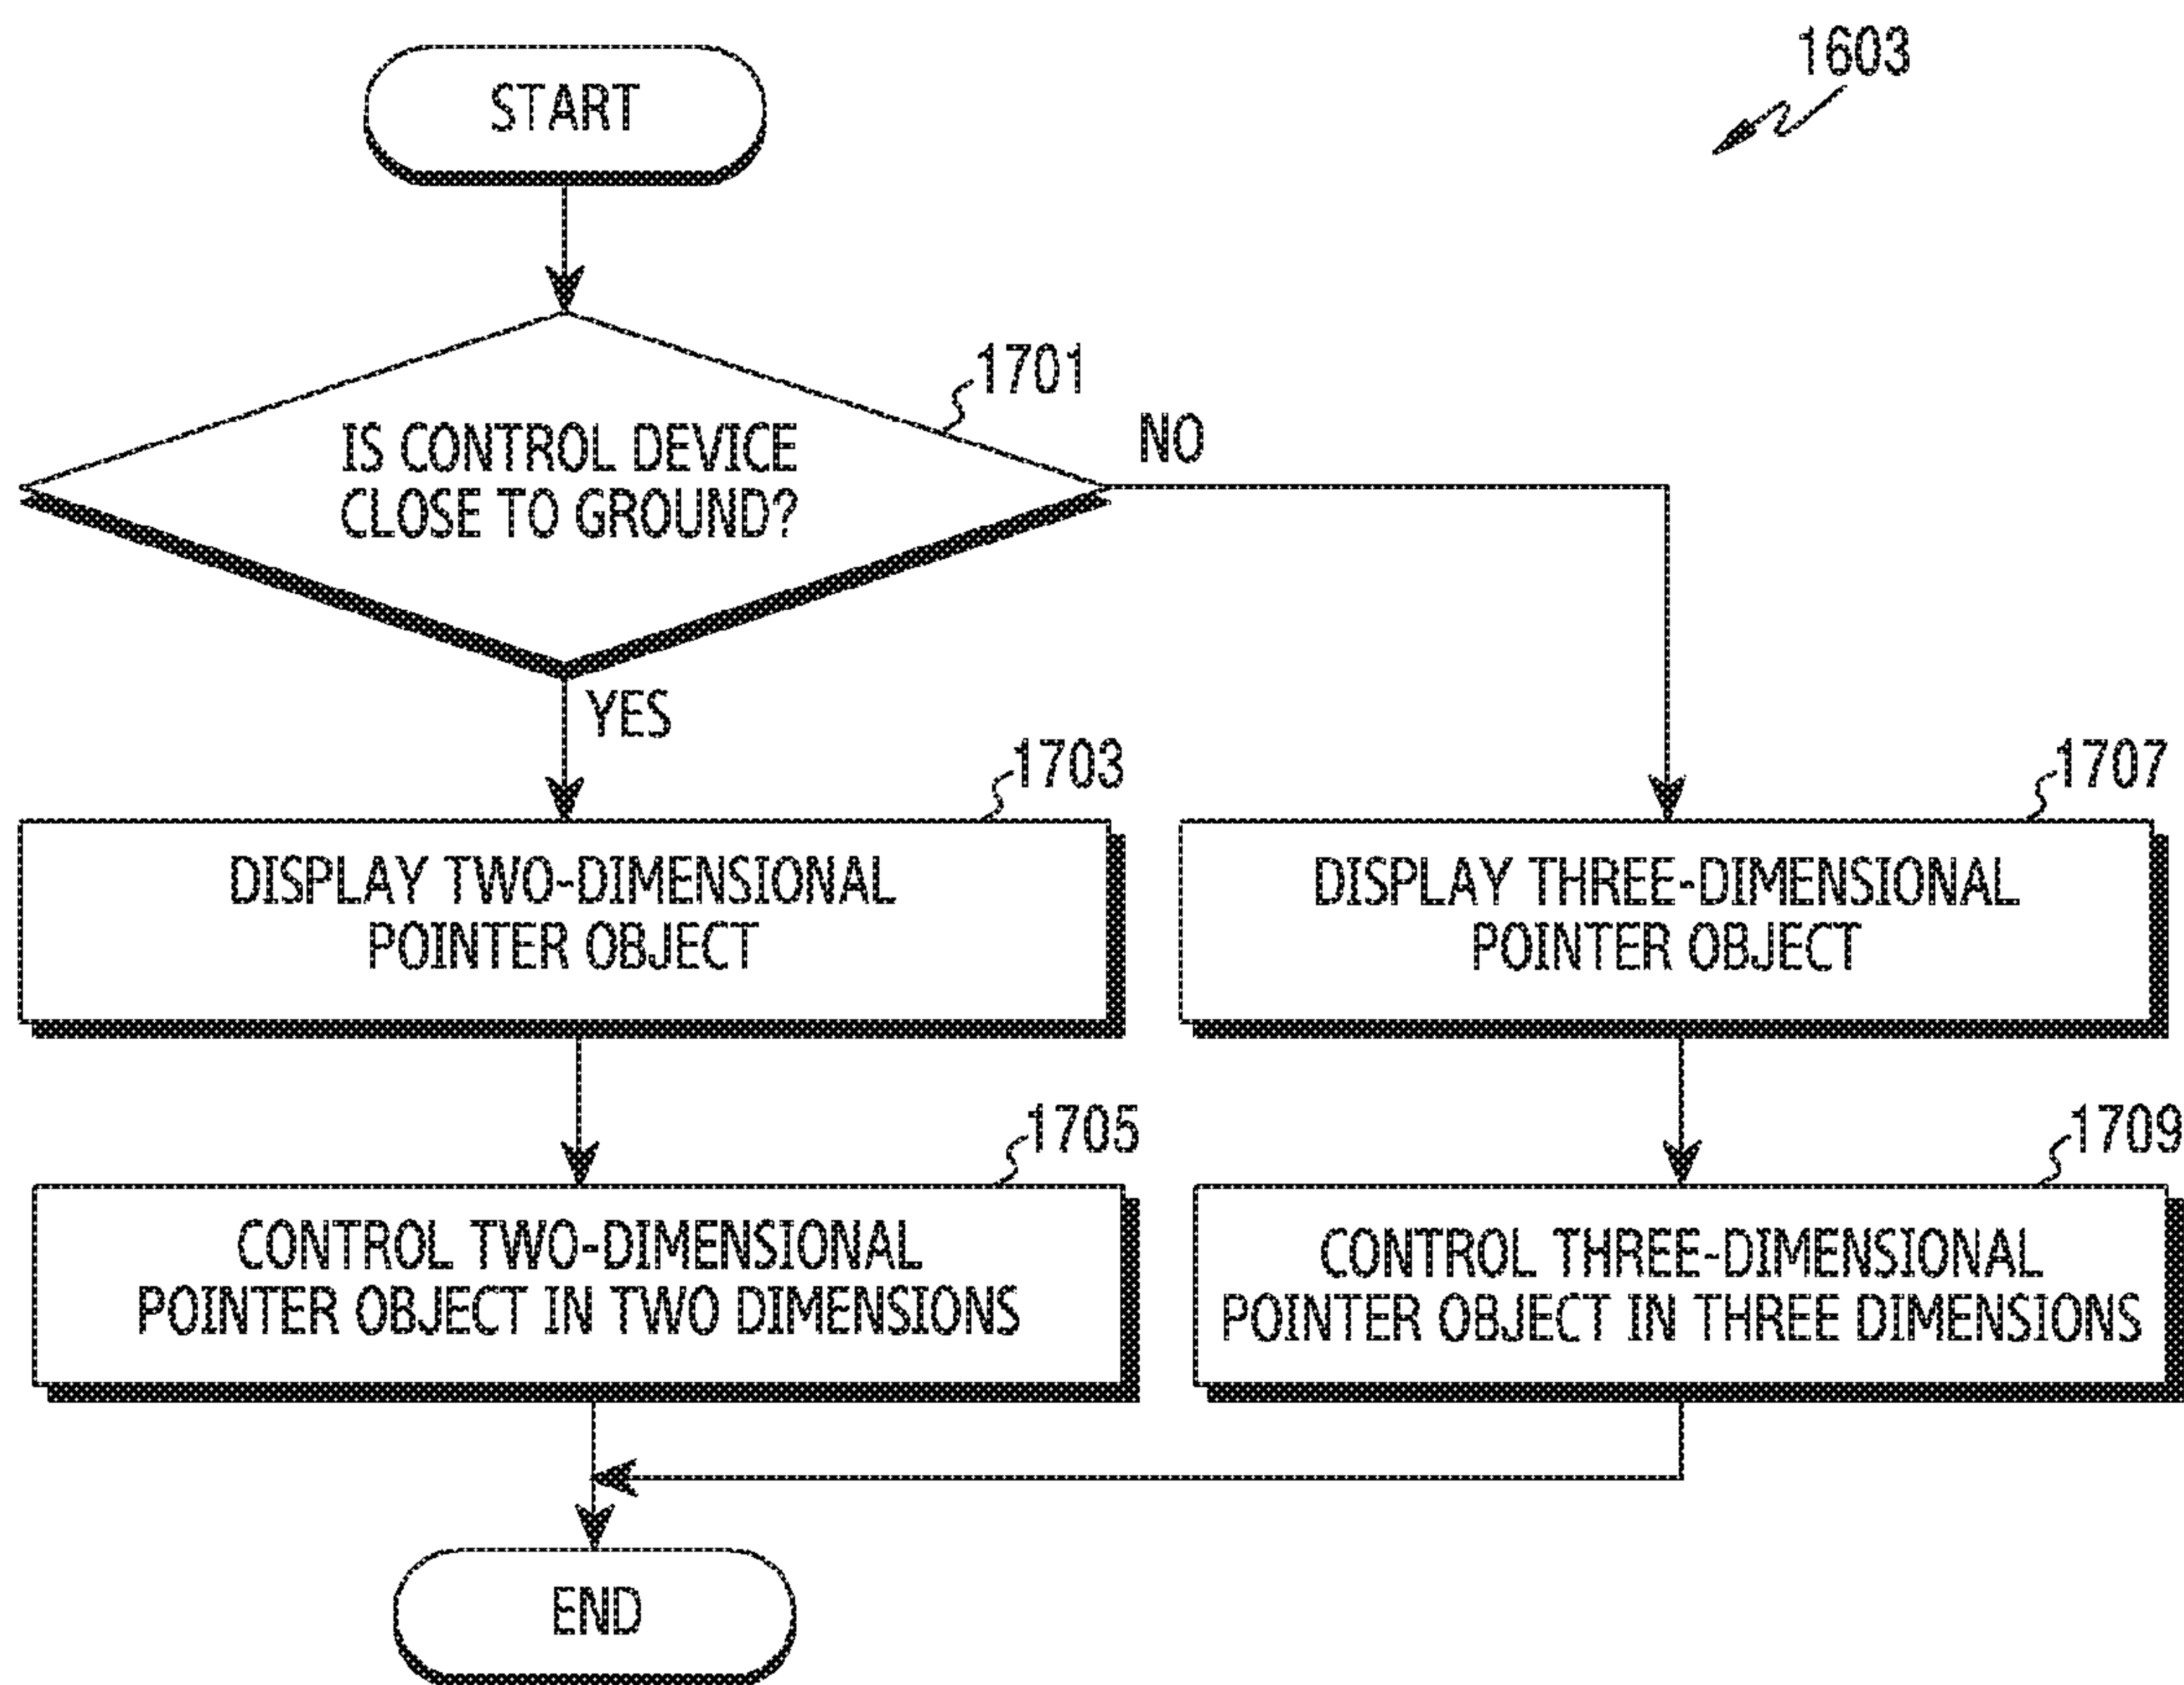 1603
START
1701
IS CONTROL DEVICE
CLOSE TO GROUND?
NO
YES
1703
DISPLAY TWO-DIMENSIONAL
POINTER OBJECT
1707
DISPLAY THREE-DIMENSIONAL
POINTER OBJECT
1705
CONTROL TWO-DIMENSIONAL
POINTER OBJECT IN TWO DIMENSIONS
1709
CONTROL THREE-DIMENSIONAL
POINTER OBJECT IN THREE DIMENSIONS
END